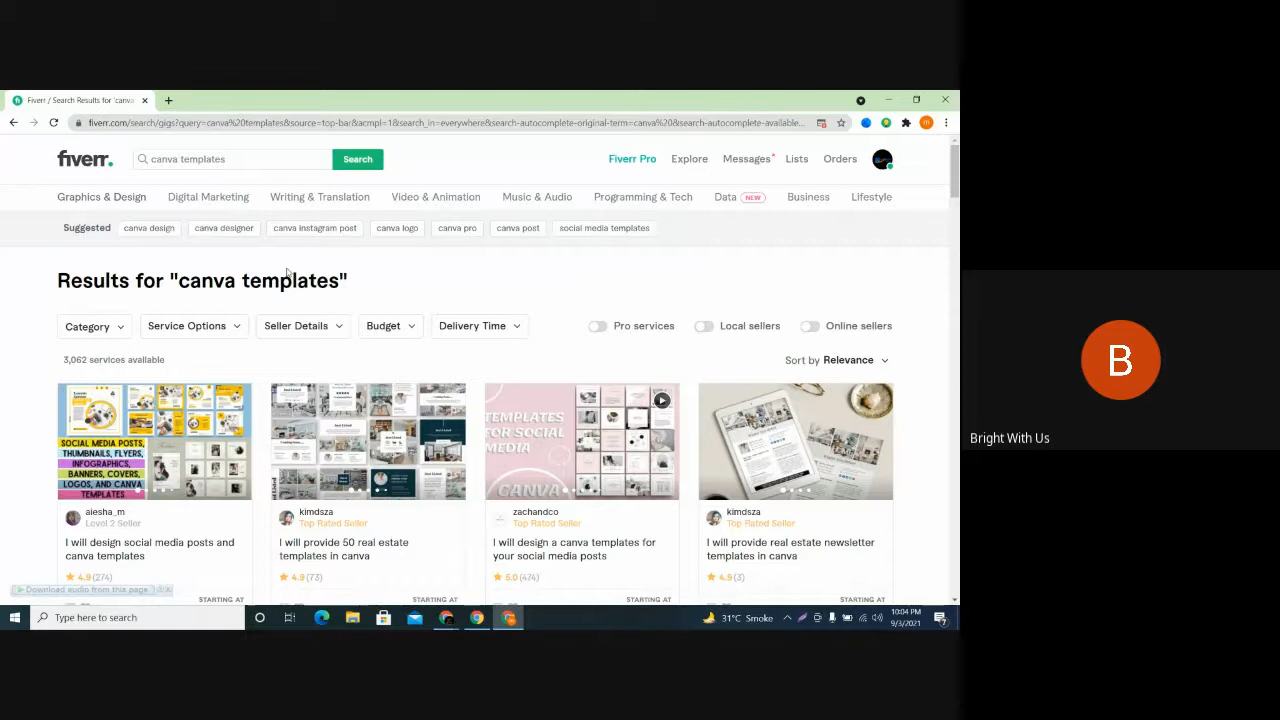 Fiverr / Search Results for 'canva
fiverr.com/search/gigs?query=canva%20templates&source=top-bar&acmpl=1&search_in=everywhere&search-autocomplete-original-term=canva%20&search-autocomplete-available...
fiverr.
canva templates
Search
Fiverr Pro Explore Messages Lists Orders
Graphics & Design Digital Marketing Writing & Translation Video & Animation Music & Audio Programming & Tech Data NEW Business Lifestyle
Suggested canva design canva designer canva instagram post canva logo canva pro canva post social media templates
Results for "canva templates"
Category Service Options Seller Details Budget Delivery Time Pro services Local sellers Online sellers
3,062 services available Sort by Relevance
SOCIAL MEDIA POSTS,
THUMBNAILS, FLYERS,
INFOGRAPHICS,
BANNERS, COVERS,
LOGOS, AND CANVA
TEMPLATES
TEMPLATES
FOR SOCIAL
MEDIA
CANVA
aiesha_m
Level 2 Seller
I will design social media posts and
canva templates
4.9 (274)
STARTING AT
kimdsza
Top Rated Seller
I will provide 50 real estate
templates in canva
4.9 (73)
STARTING AT
zachandco
Top Rated Seller
I will design a canva templates for
your social media posts
5.0 (474)
STARTING AT
kimdsza
Top Rated Seller
I will provide real estate newsletter
templates in canva
4.9 (3)
STARTING AT
Download audio from this page
Type here to search
31°C Smoke
10:04 PM
9/3/2021
7
B
Bright With Us